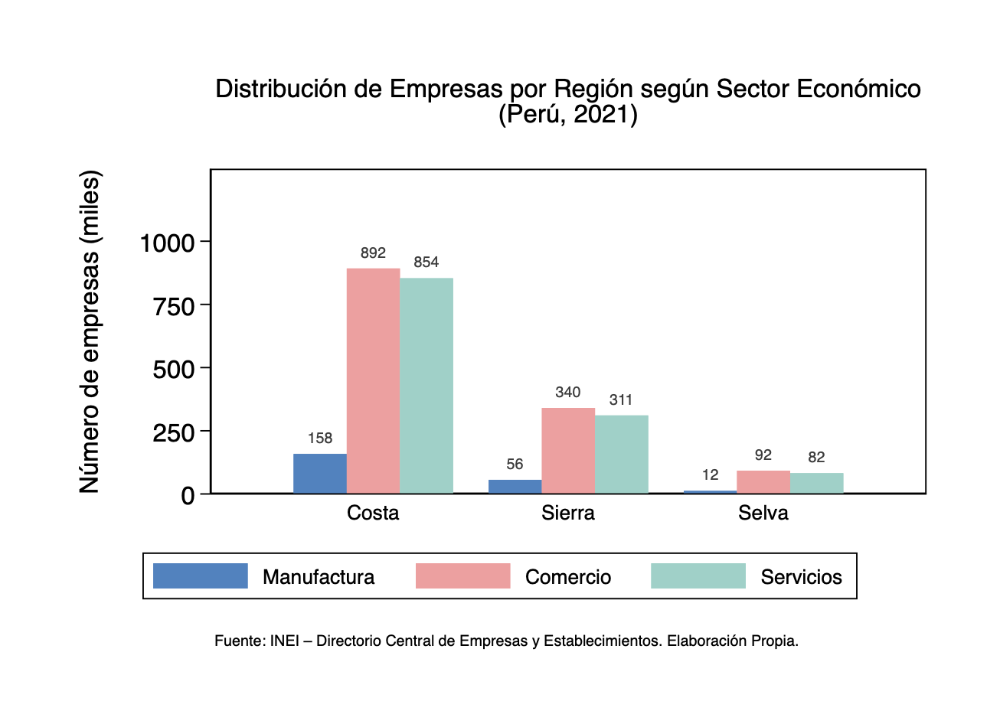 Distribución de Empresas por Región según Sector Económico
(Perú, 2021)
Número de empresas (miles)
1000
750
500
250
0
158
892
854
56
340
311
12
92
82
Costa
Sierra
Selva
Manufactura
Comercio
Servicios
Fuente: INEI – Directorio Central de Empresas y Establecimientos. Elaboración Propia.